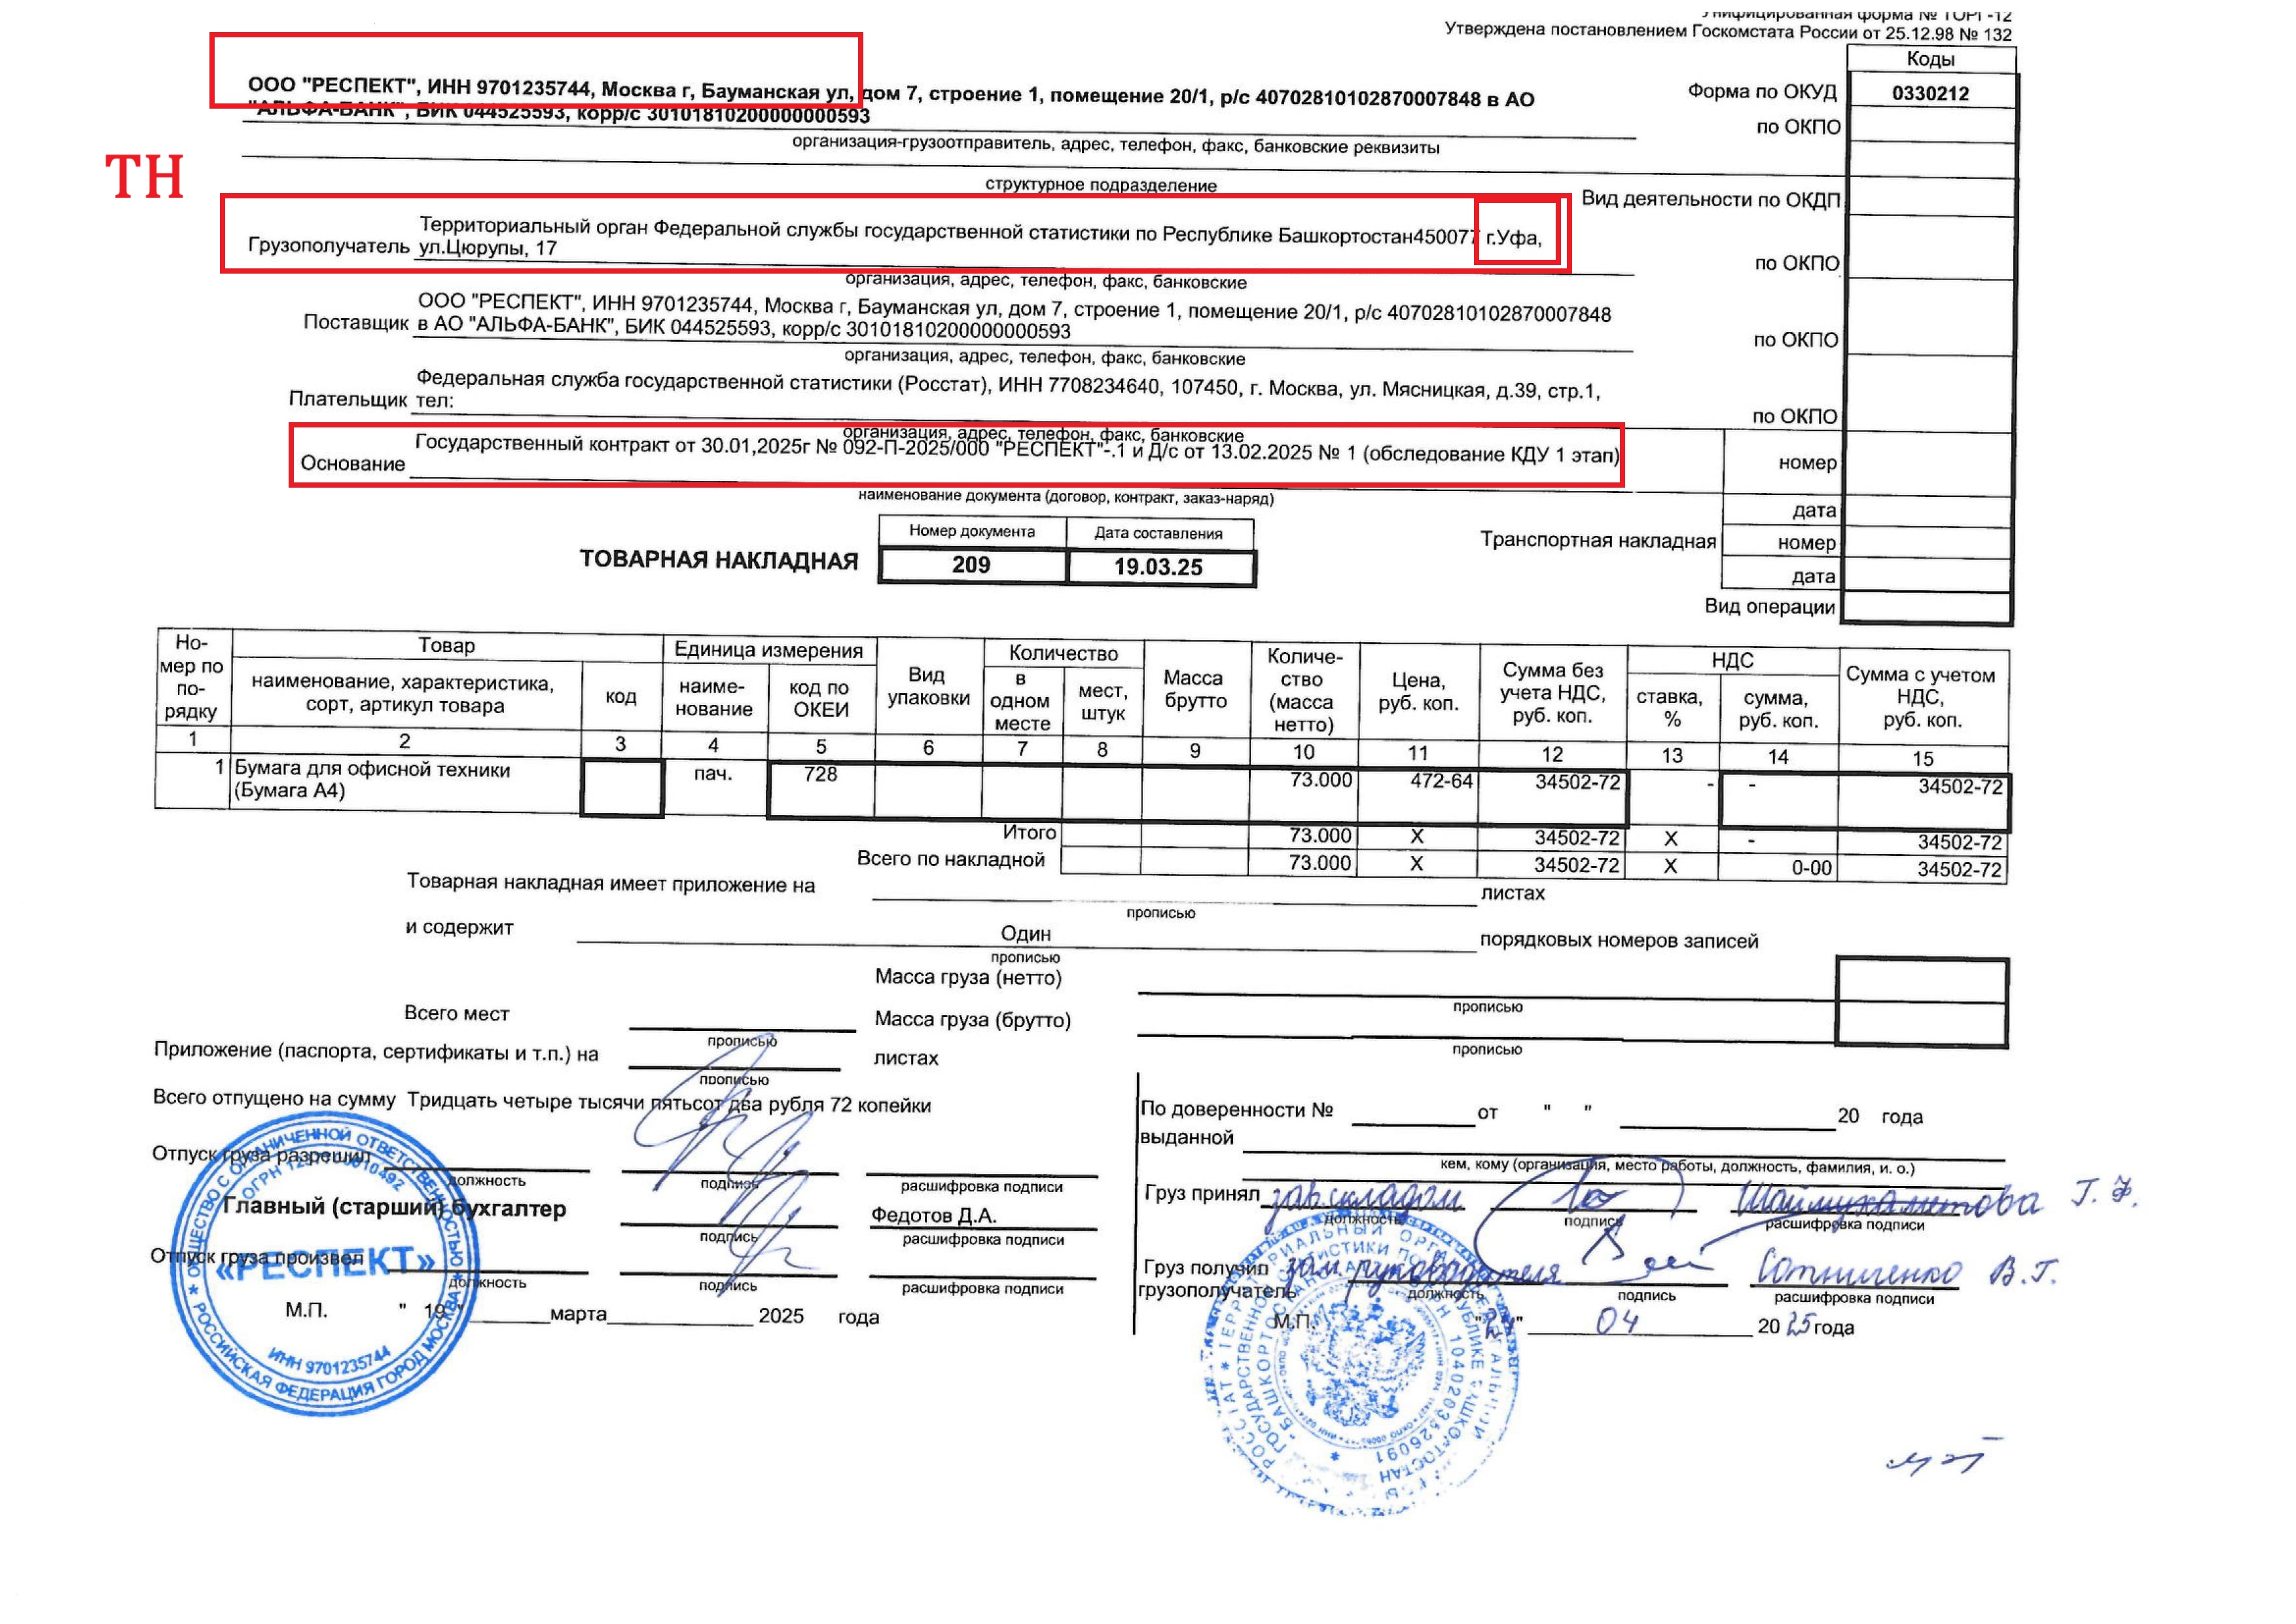 Унифицированная форма № ТОРГ-12
Утверждена постановлением Госкомстата России от 25.12.98 № 132
Коды
ООО "РЕСПЕКТ", ИНН 9701235744, Москва г, Бауманская ул, дом 7, строение 1, помещение 20/1, р/с 40702810102870007848 в АО
"АЛЬФА-БАНК", БИК 044525593, корр/с 30101810200000000593
Форма по ОКУД 0330212
по ОКПО
организация-грузоотправитель, адрес, телефон, факс, банковские реквизиты
ТН
структурное подразделение
Вид деятельности по ОКДП
Территориальный орган Федеральной службы государственной статистики по Республике Башкортостан450077 г.Уфа,
Грузополучатель ул.Цюрупы, 17
по ОКПО
организация, адрес, телефон, факс, банковские
ООО "РЕСПЕКТ", ИНН 9701235744, Москва г, Бауманская ул, дом 7, строение 1, помещение 20/1, р/с 40702810102870007848
Поставщик в АО "АЛЬФА-БАНК", БИК 044525593, корр/с 30101810200000000593
по ОКПО
организация, адрес, телефон, факс, банковские
Федеральная служба государственной статистики (Росстат), ИНН 7708234640, 107450, г. Москва, ул. Мясницкая, д.39, стр.1,
Плательщик тел:
по ОКПО
организация, адрес, телефон, факс, банковские
Государственный контракт от 30.01,2025г № 092-П-2025/000 "РЕСПЕКТ"-.1 и Д/с от 13.02.2025 № 1 (обследование КДУ 1 этап)
Основание
номер
наименование документа (договор, контракт, заказ-наряд)
дата
Номер документа Дата составления
Транспортная накладная номер
ТОВАРНАЯ НАКЛАДНАЯ 209 19.03.25
дата
Вид операции
Но-
мер по
по-
рядку
Товар
наименование, характеристика,
сорт, артикул товара
код
Единица измерения
наиме-
нование
код по
ОКЕИ
Вид
упаковки
Количество
в
одном
месте
мест,
штук
Масса
брутто
Количе-
ство
(масса
нетто)
Цена,
руб. коп.
Сумма без
учета НДС,
руб. коп.
НДС
ставка,
%
сумма,
руб. коп.
Сумма с учетом
НДС,
руб. коп.
1 2 3 4 5 6 7 8 9 10 11 12 13 14 15
1 Бумага для офисной техники пач. 728 73.000 472-64 34502-72 - - 34502-72
(Бумага А4)
Итого 73.000 X 34502-72 X - 34502-72
Всего по накладной 73.000 X 34502-72 X 0-00 34502-72
Товарная накладная имеет приложение на листах
прописью
и содержит Один порядковых номеров записей
прописью
Масса груза (нетто)
прописью
Всего мест Масса груза (брутто)
прописью
прописью
Приложение (паспорта, сертификаты и т.п.) на листах
прописью
Всего отпущено на сумму Тридцать четыре тысячи пятьсот два рубля 72 копейки
Отпуск груза разрешил
должность подпись расшифровка подписи
Главный (старший) бухгалтер Федотов Д.А.
подпись расшифровка подписи
Отпуск груза произвел
должность подпись расшифровка подписи
М.П. " 19 " марта 2025 года
По доверенности № от " " 20 года
выданной
кем, кому (организация, место работы, должность, фамилия, и. о.)
Груз принял зав.складом Шаймухаметова Г. Ф.
должность подпись расшифровка подписи
Груз получил зам. руководителя Сотниченко В.Г.
грузополучатель должность подпись расшифровка подписи
М.П. 04 20 25 года
ОБЩЕСТВО С ОГРАНИЧЕННОЙ ОТВЕТСТВЕННОСТЬЮ
РОССИЙСКАЯ ФЕДЕРАЦИЯ ГОРОД МОСКВА
«РЕСПЕКТ»
ИНН 9701235744